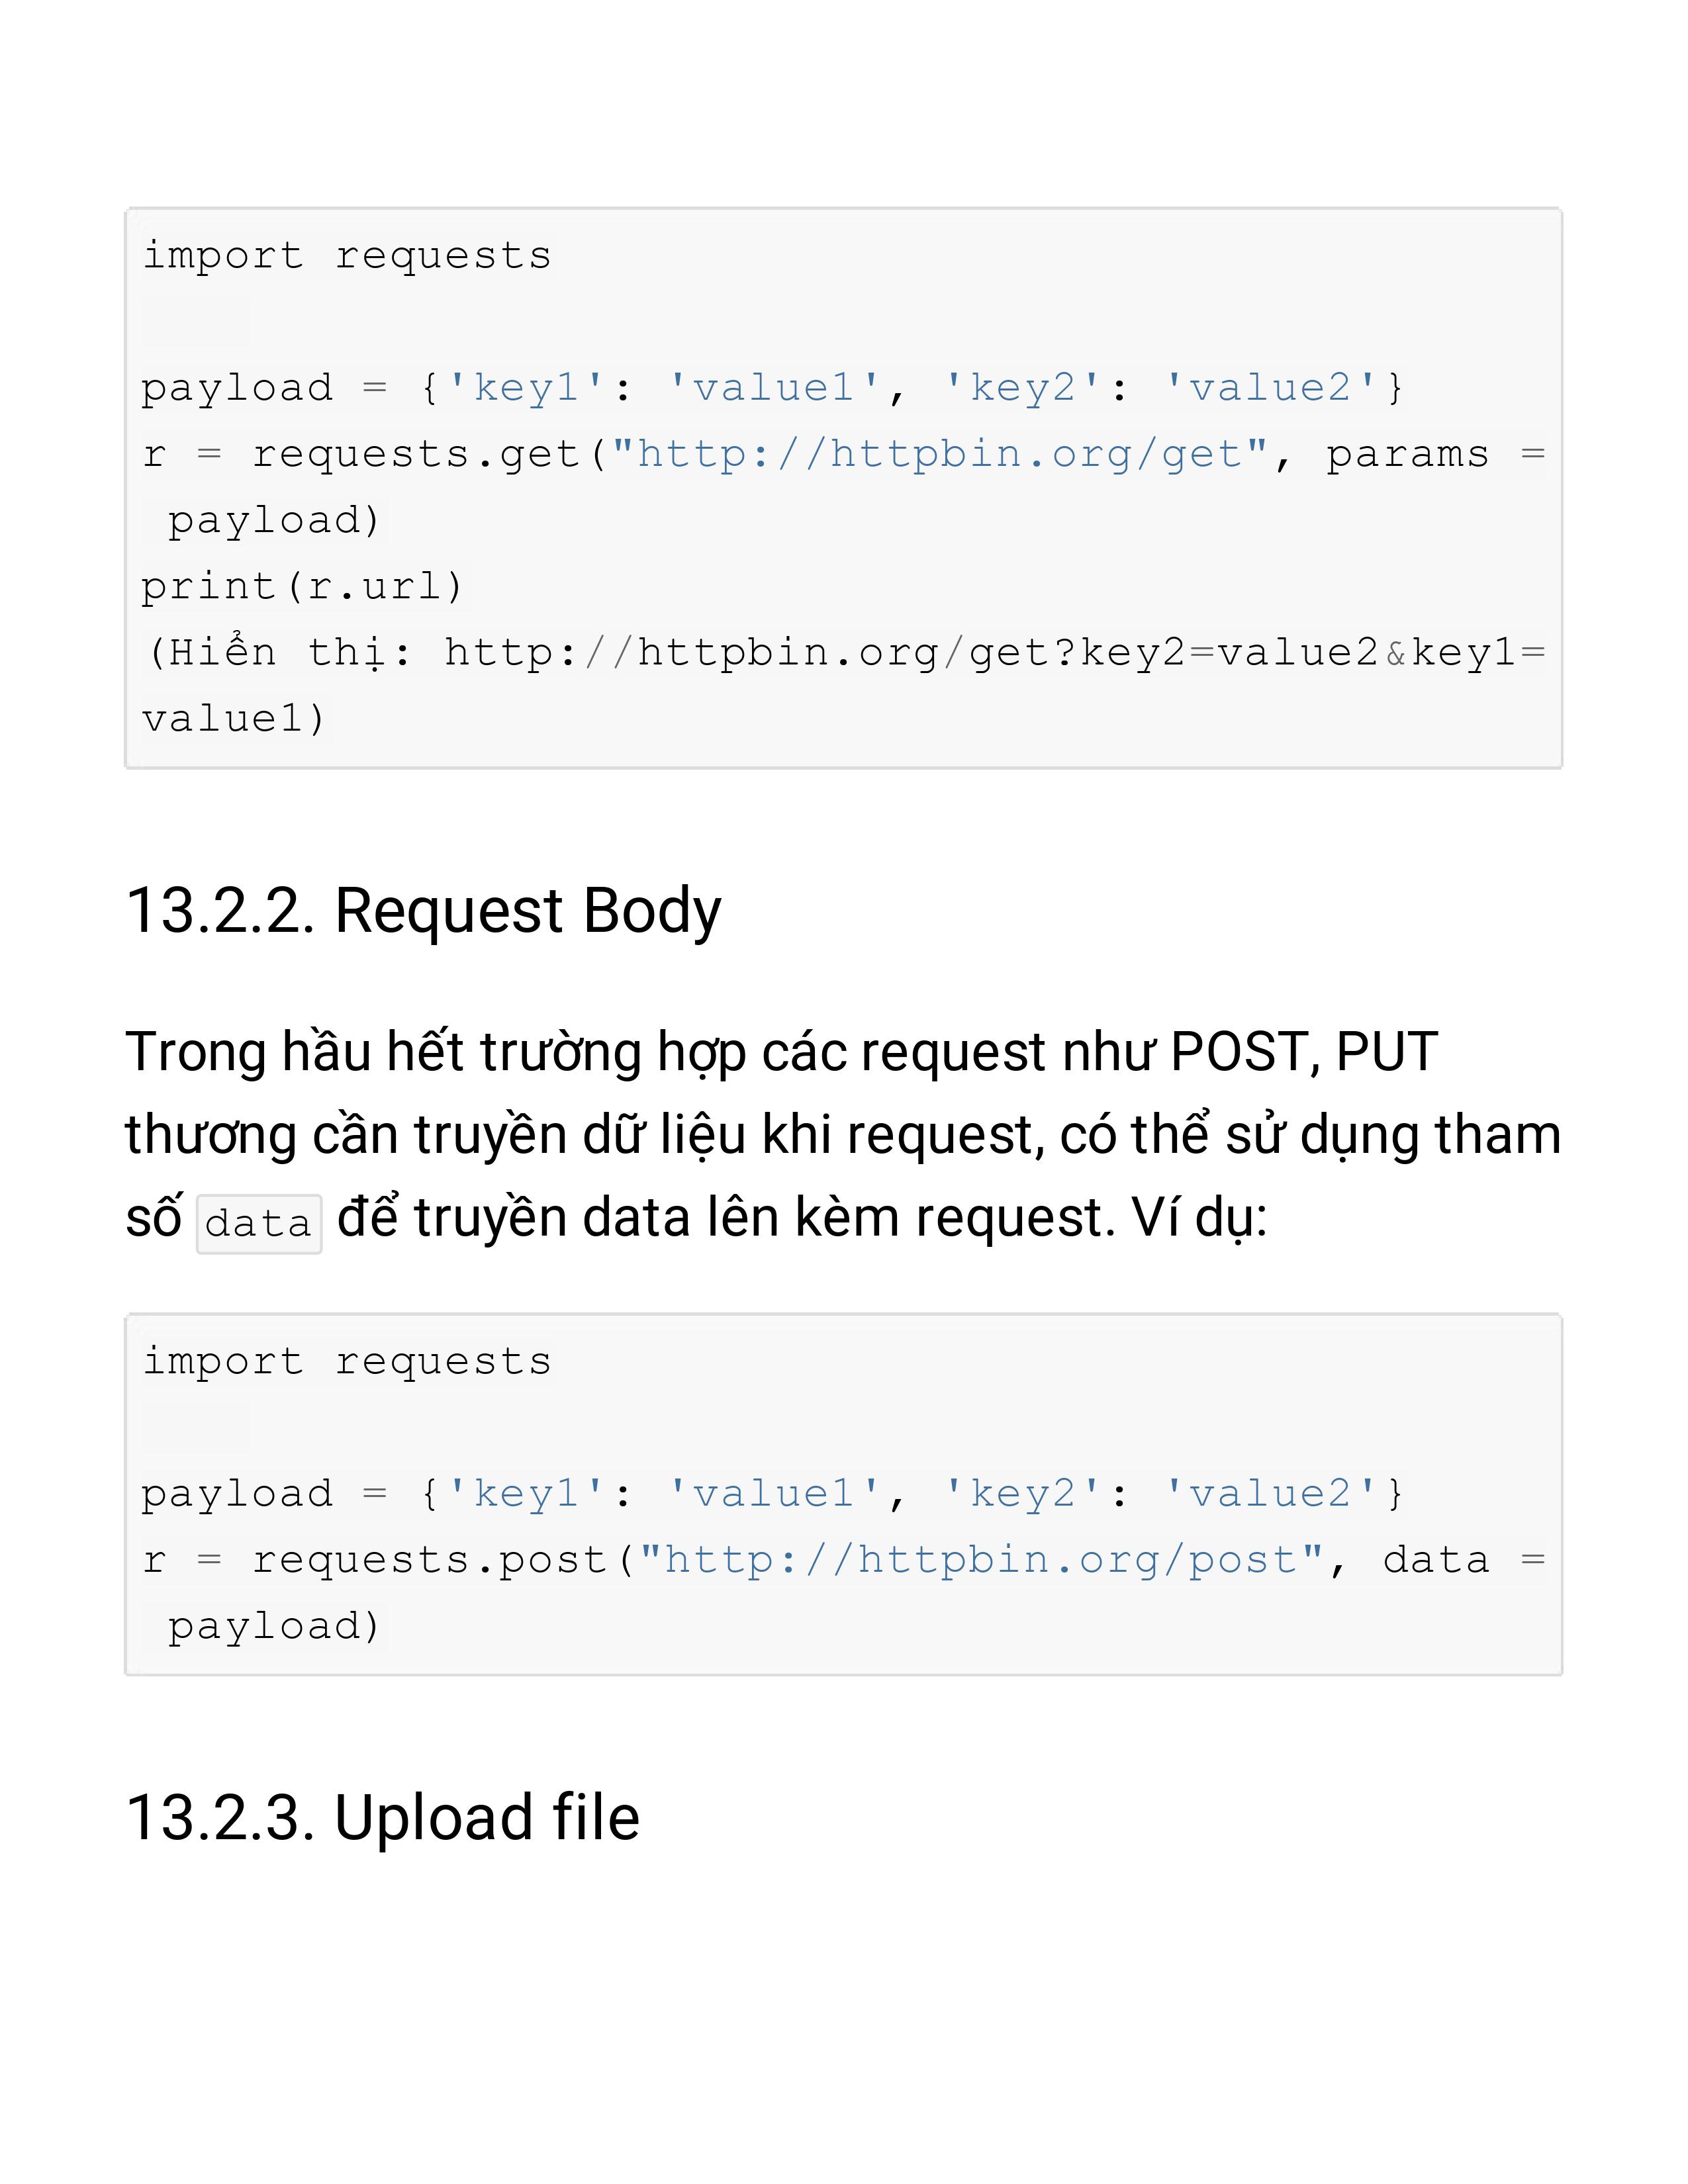 import requests
payload = {'key1': 'value1', 'key2': 'value2'}
r = requests.get("http://httpbin.org/get", params =
 payload)
print(r.url)
(Hiển thị: http://httpbin.org/get?key2=value2&key1=
value1)
13.2.2. Request Body
Trong hầu hết trường hợp các request như POST, PUT
thương cần truyền dữ liệu khi request, có thể sử dụng tham
số data để truyền data lên kèm request. Ví dụ:
import requests
payload = {'key1': 'value1', 'key2': 'value2'}
r = requests.post("http://httpbin.org/post", data =
 payload)
13.2.3. Upload file